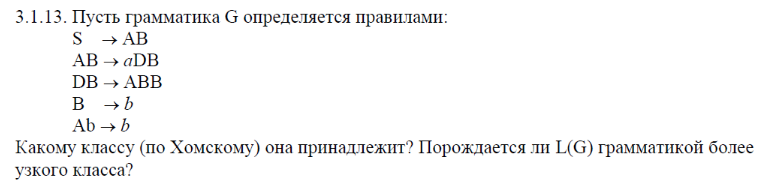 3.1.13. Пусть грамматика G определяется правилами:
S → AB
AB → aDB
DB → ABB
B → b
Ab → b
Какому классу (по Хомскому) она принадлежит? Порождается ли L(G) грамматикой более
узкого класса?